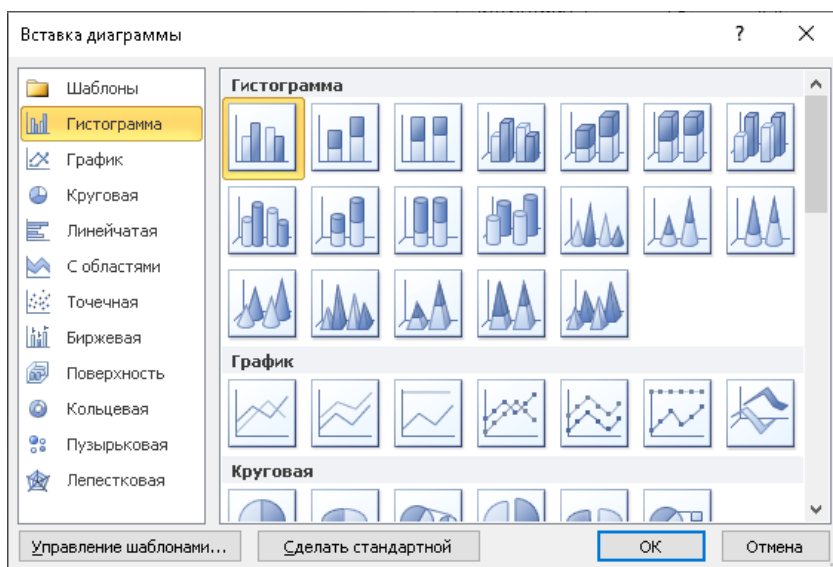 Вставка диаграммы
?
Шаблоны
Гистограмма
График
Круговая
Линейчатая
С областями
Точечная
Биржевая
Поверхность
Кольцевая
Пузырьковая
Лепестковая
Гистограмма
График
Круговая
Управление шаблонами...
Сделать стандартной
ОК
Отмена